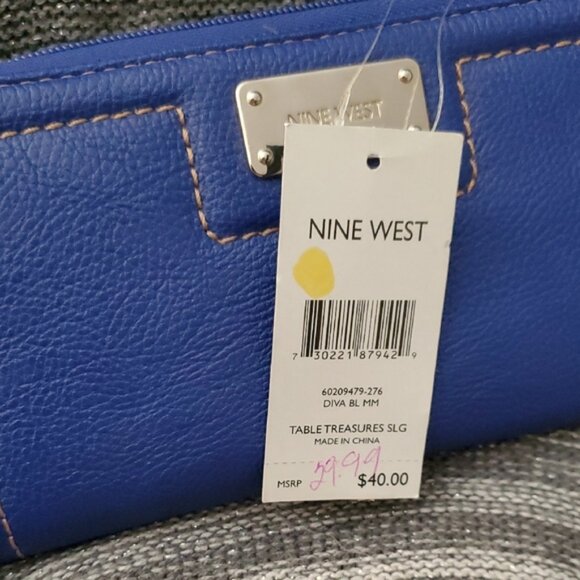 NINE WEST
NINE WEST
7 30221 87942 9
60209479-276
DIVA BL MM
TABLE TREASURES SLG
MADE IN CHINA
29.99
MSRP $40.00